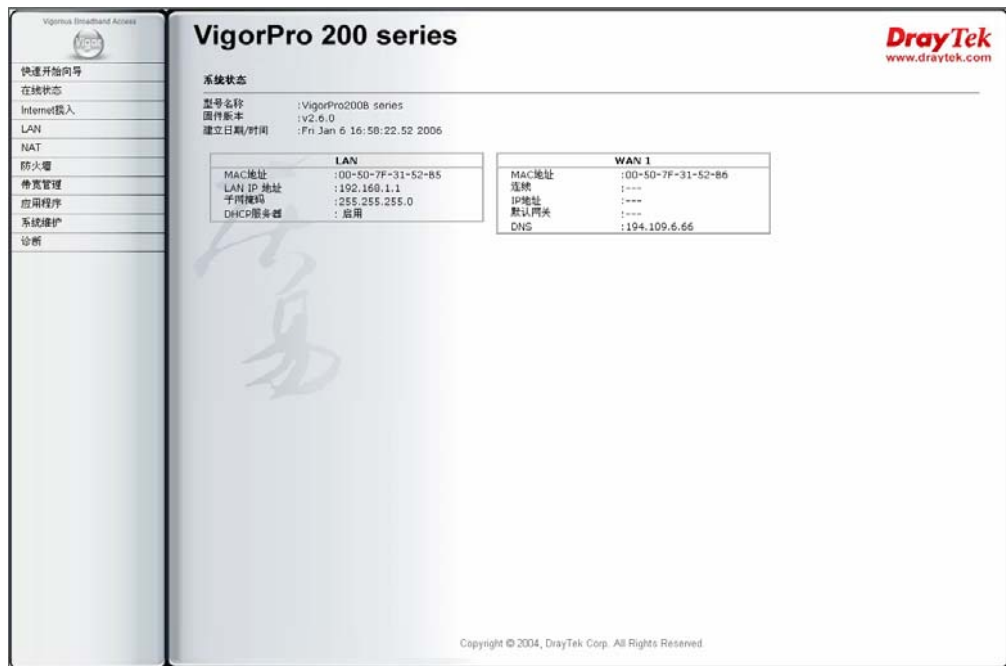 Vigorous Broadband Access
Vigor
快速开始向导
在线状态
Internet接入
LAN
NAT
防火墙
带宽管理
应用程序
系统维护
诊断
VigorPro 200 series
DrayTek
www.draytek.com
系统状态
型号名称 :VigorPro200B series
固件版本 :v2.6.0
建立日期/时间 :Fri Jan 6 16:58:22.52 2006
LAN
MAC地址 :00-50-7F-31-52-B5
LAN IP 地址 :192.168.1.1
子网掩码 :255.255.255.0
DHCP服务器 : 启用
WAN 1
MAC地址 :00-50-7F-31-52-B6
连线 :---
IP地址 :---
默认网关 :---
DNS :194.109.6.66
居易
Copyright © 2004, DrayTek Corp. All Rights Reserved.